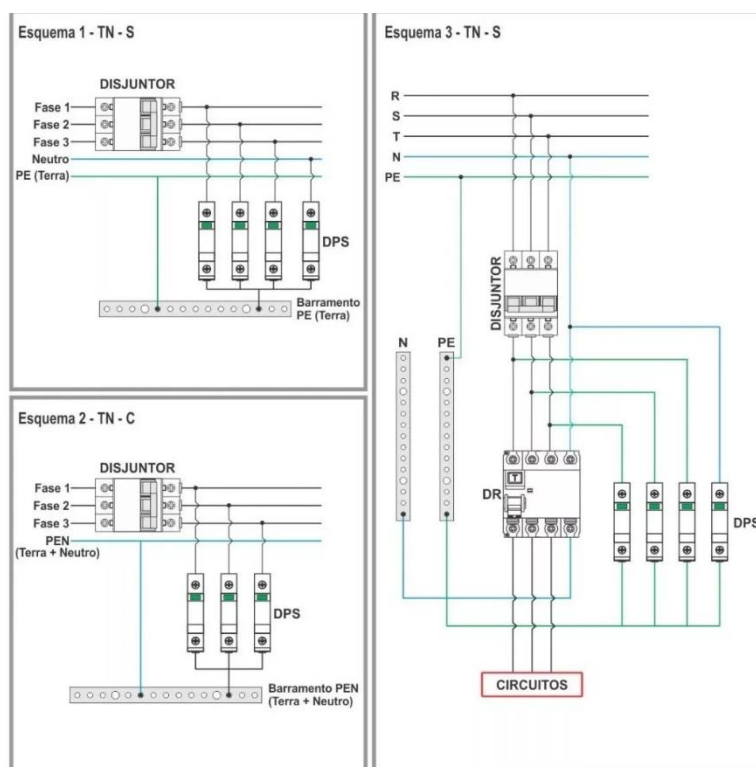 Esquema 1 - TN - S
DISJUNTOR
Fase 1
Fase 2
Fase 3
Neutro
PE (Terra)
DPS
Barramento
PE (Terra)
Esquema 2 - TN - C
DISJUNTOR
Fase 1
Fase 2
Fase 3
PEN
(Terra + Neutro)
DPS
Barramento PEN
(Terra + Neutro)
Esquema 3 - TN - S
R
S
T
N
PE
DISJUNTOR
N
PE
T
DR
DPS
CIRCUITOS